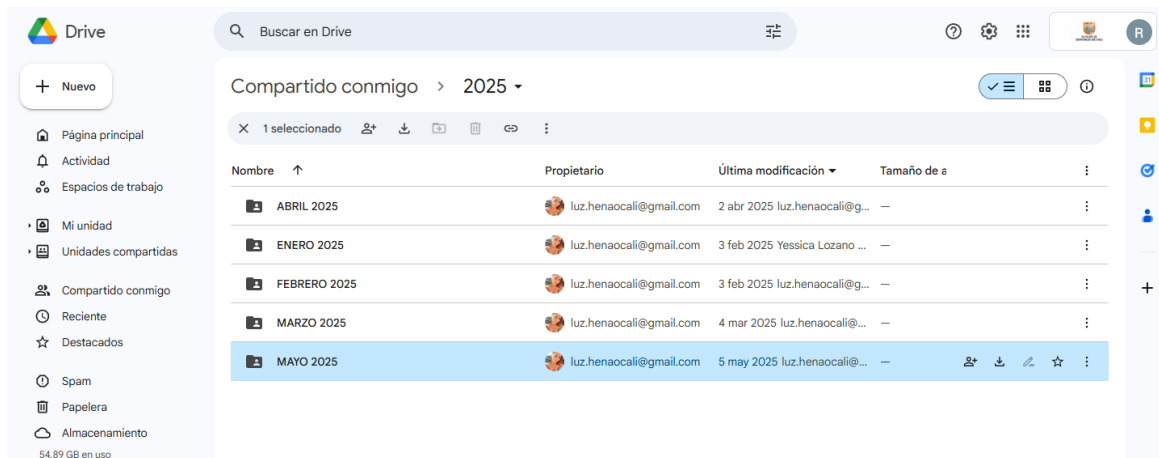 Drive
Buscar en Drive
R
Nuevo
Compartido conmigo > 2025
1 seleccionado
Página principal
Actividad
Espacios de trabajo
Mi unidad
Unidades compartidas
Compartido conmigo
Reciente
Destacados
Spam
Papelera
Almacenamiento
54.89 GB en uso
Nombre Propietario Última modificación Tamaño de a
ABRIL 2025 luz.henaocali@gmail.com 2 abr 2025 luz.henaocali@g... —
ENERO 2025 luz.henaocali@gmail.com 3 feb 2025 Yessica Lozano ... —
FEBRERO 2025 luz.henaocali@gmail.com 3 feb 2025 luz.henaocali@g... —
MARZO 2025 luz.henaocali@gmail.com 4 mar 2025 luz.henaocali@... —
MAYO 2025 luz.henaocali@gmail.com 5 may 2025 luz.henaocali@... —
31